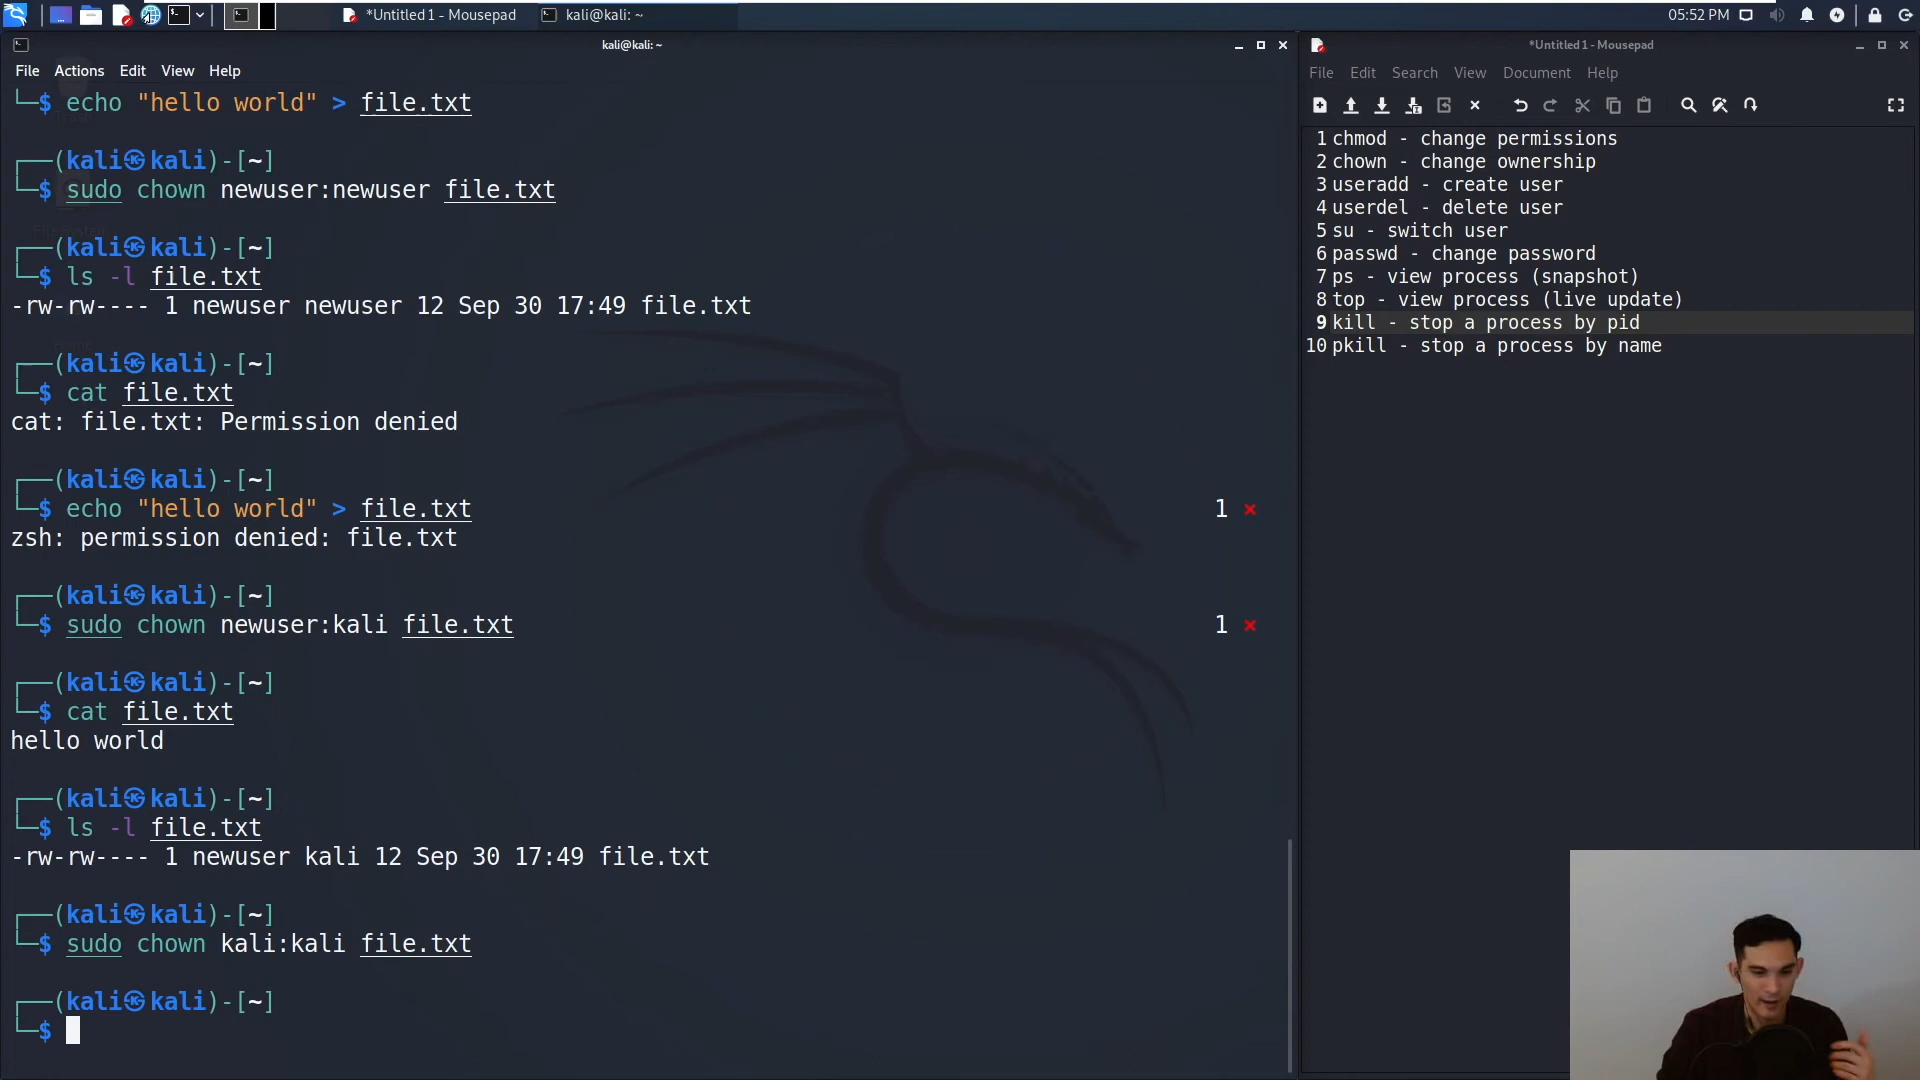 *Untitled 1 - Mousepad
kali@kali: ~
05:52 PM
kali@kali: ~
File Actions Edit View Help
└─$ echo "hello world" > file.txt
┌──(kali㉿kali)-[~]
└─$ sudo chown newuser:newuser file.txt
┌──(kali㉿kali)-[~]
└─$ ls -l file.txt
-rw-rw---- 1 newuser newuser 12 Sep 30 17:49 file.txt
┌──(kali㉿kali)-[~]
└─$ cat file.txt
cat: file.txt: Permission denied
┌──(kali㉿kali)-[~]
└─$ echo "hello world" > file.txt 1 ⨯
zsh: permission denied: file.txt
┌──(kali㉿kali)-[~]
└─$ sudo chown newuser:kali file.txt 1 ⨯
┌──(kali㉿kali)-[~]
└─$ cat file.txt
hello world
┌──(kali㉿kali)-[~]
└─$ ls -l file.txt
-rw-rw---- 1 newuser kali 12 Sep 30 17:49 file.txt
┌──(kali㉿kali)-[~]
└─$ sudo chown kali:kali file.txt
┌──(kali㉿kali)-[~]
└─$
*Untitled 1 - Mousepad
File Edit Search View Document Help
1 chmod - change permissions
2 chown - change ownership
3 useradd - create user
4 userdel - delete user
5 su - switch user
6 passwd - change password
7 ps - view process (snapshot)
8 top - view process (live update)
9 kill - stop a process by pid
10 pkill - stop a process by name